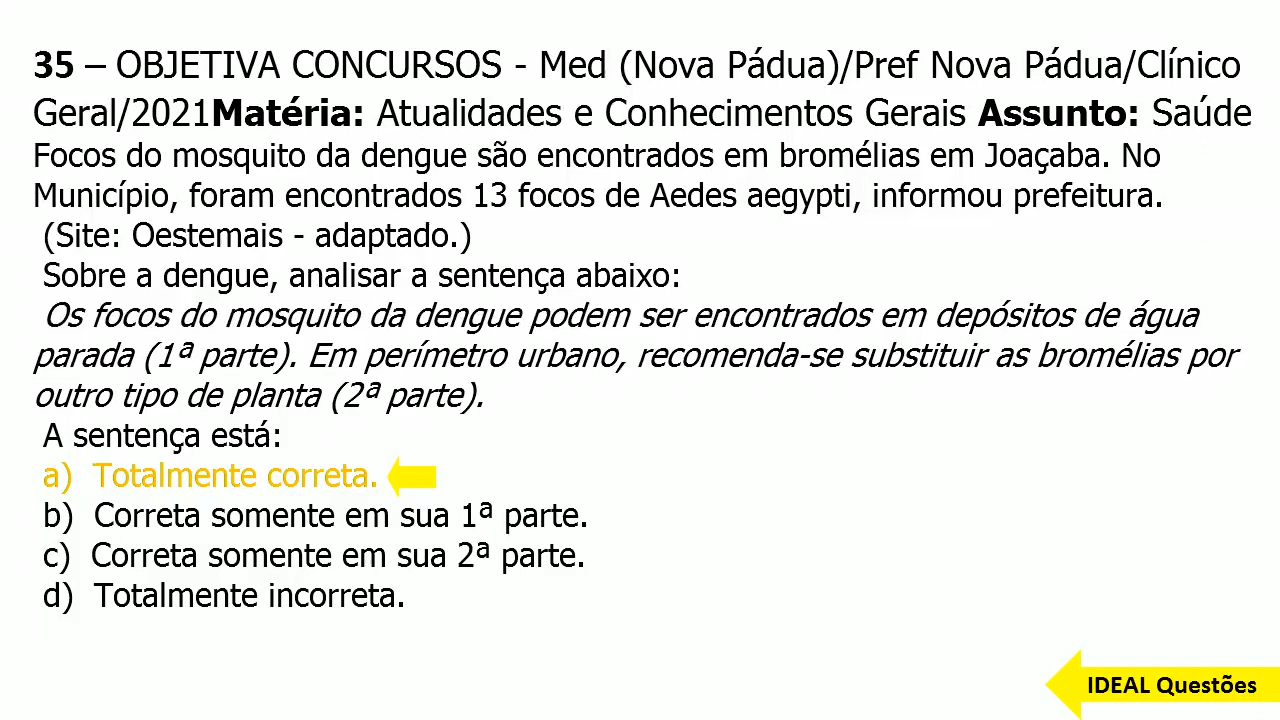 35 – OBJETIVA CONCURSOS - Med (Nova Pádua)/Pref Nova Pádua/Clínico
Geral/2021Matéria: Atualidades e Conhecimentos Gerais Assunto: Saúde
Focos do mosquito da dengue são encontrados em bromélias em Joaçaba. No
Município, foram encontrados 13 focos de Aedes aegypti, informou prefeitura.
(Site: Oestemais - adaptado.)
Sobre a dengue, analisar a sentença abaixo:
Os focos do mosquito da dengue podem ser encontrados em depósitos de água
parada (1ª parte). Em perímetro urbano, recomenda-se substituir as bromélias por
outro tipo de planta (2ª parte).
A sentença está:
a) Totalmente correta.
b) Correta somente em sua 1ª parte.
c) Correta somente em sua 2ª parte.
d) Totalmente incorreta.
IDEAL Questões